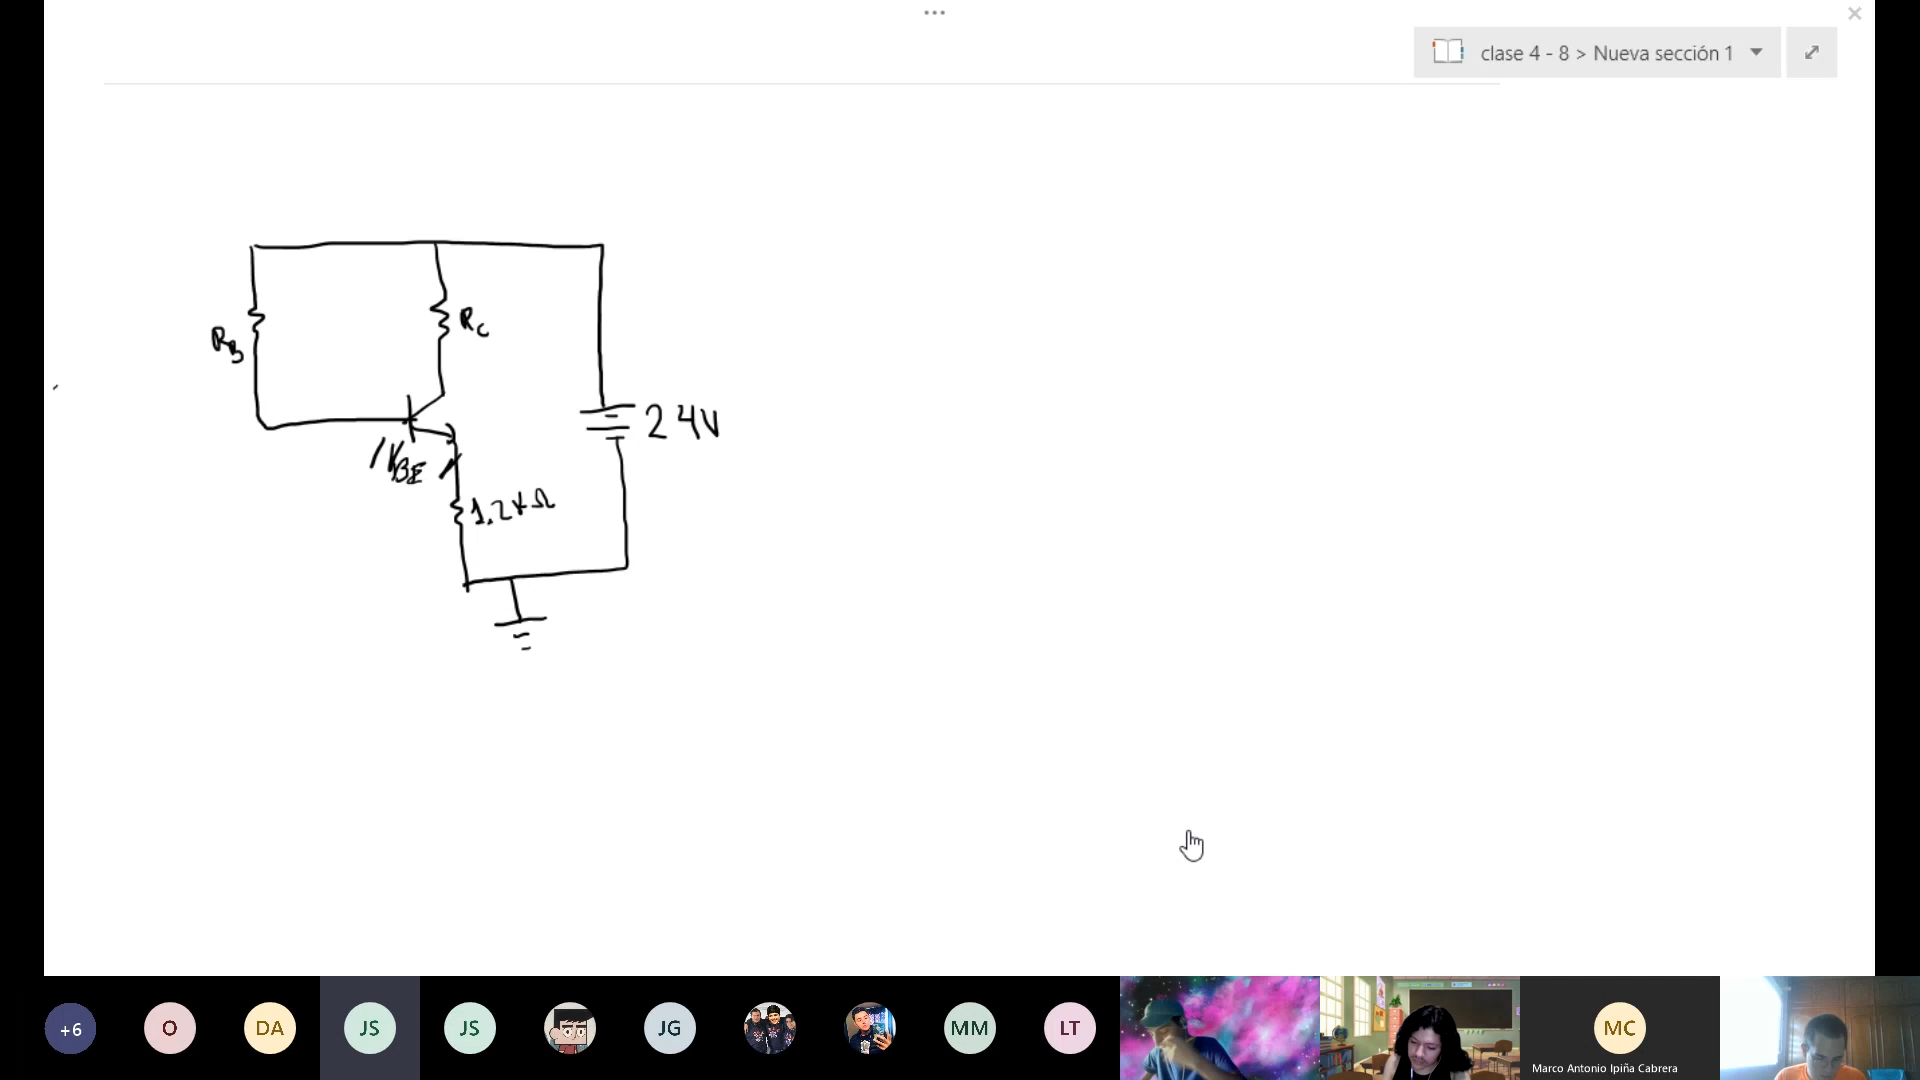 clase 4 - 8 > Nueva sección 1
RB
RC
24V
VBE
1.2KΩ
+6
O
DA
JS
JS
JG
MM
LT
MC
Marco Antonio Ipiña Cabrera